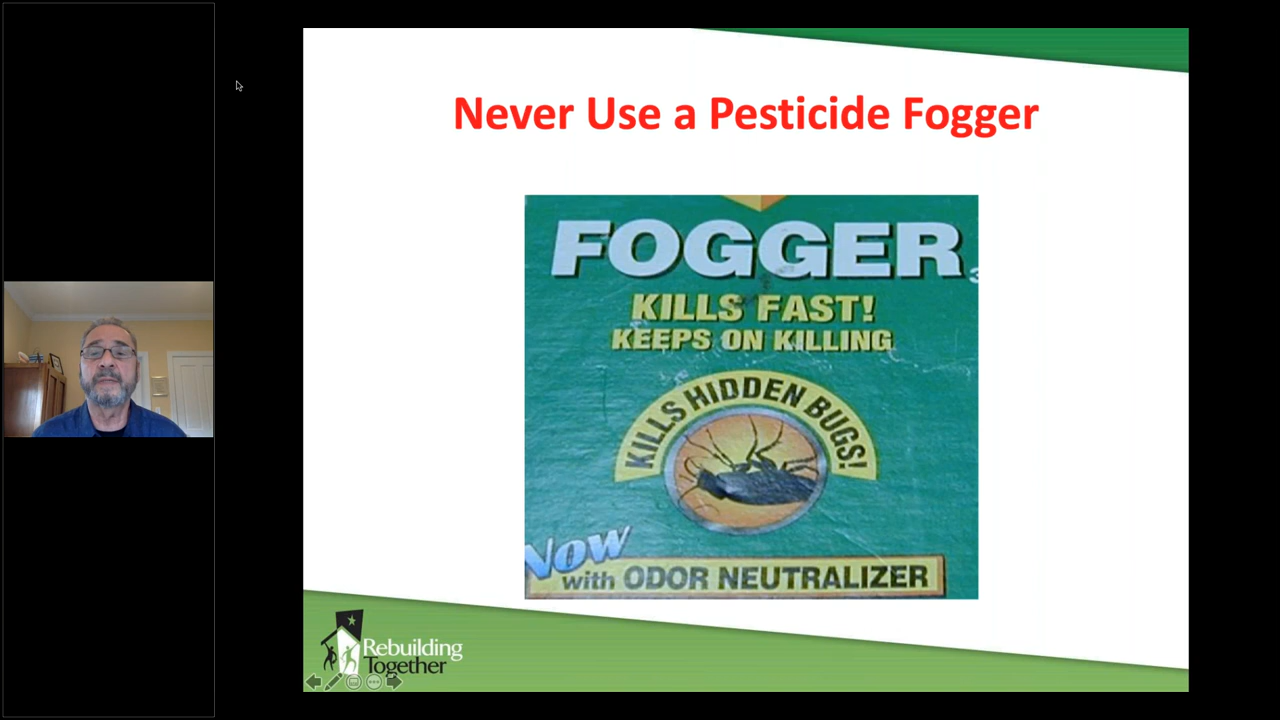 Never Use a Pesticide Fogger
FOGGER
KILLS FAST!
KEEPS ON KILLING
KILLS HIDDEN BUGS!
Now
with ODOR NEUTRALIZER
Rebuilding
Together